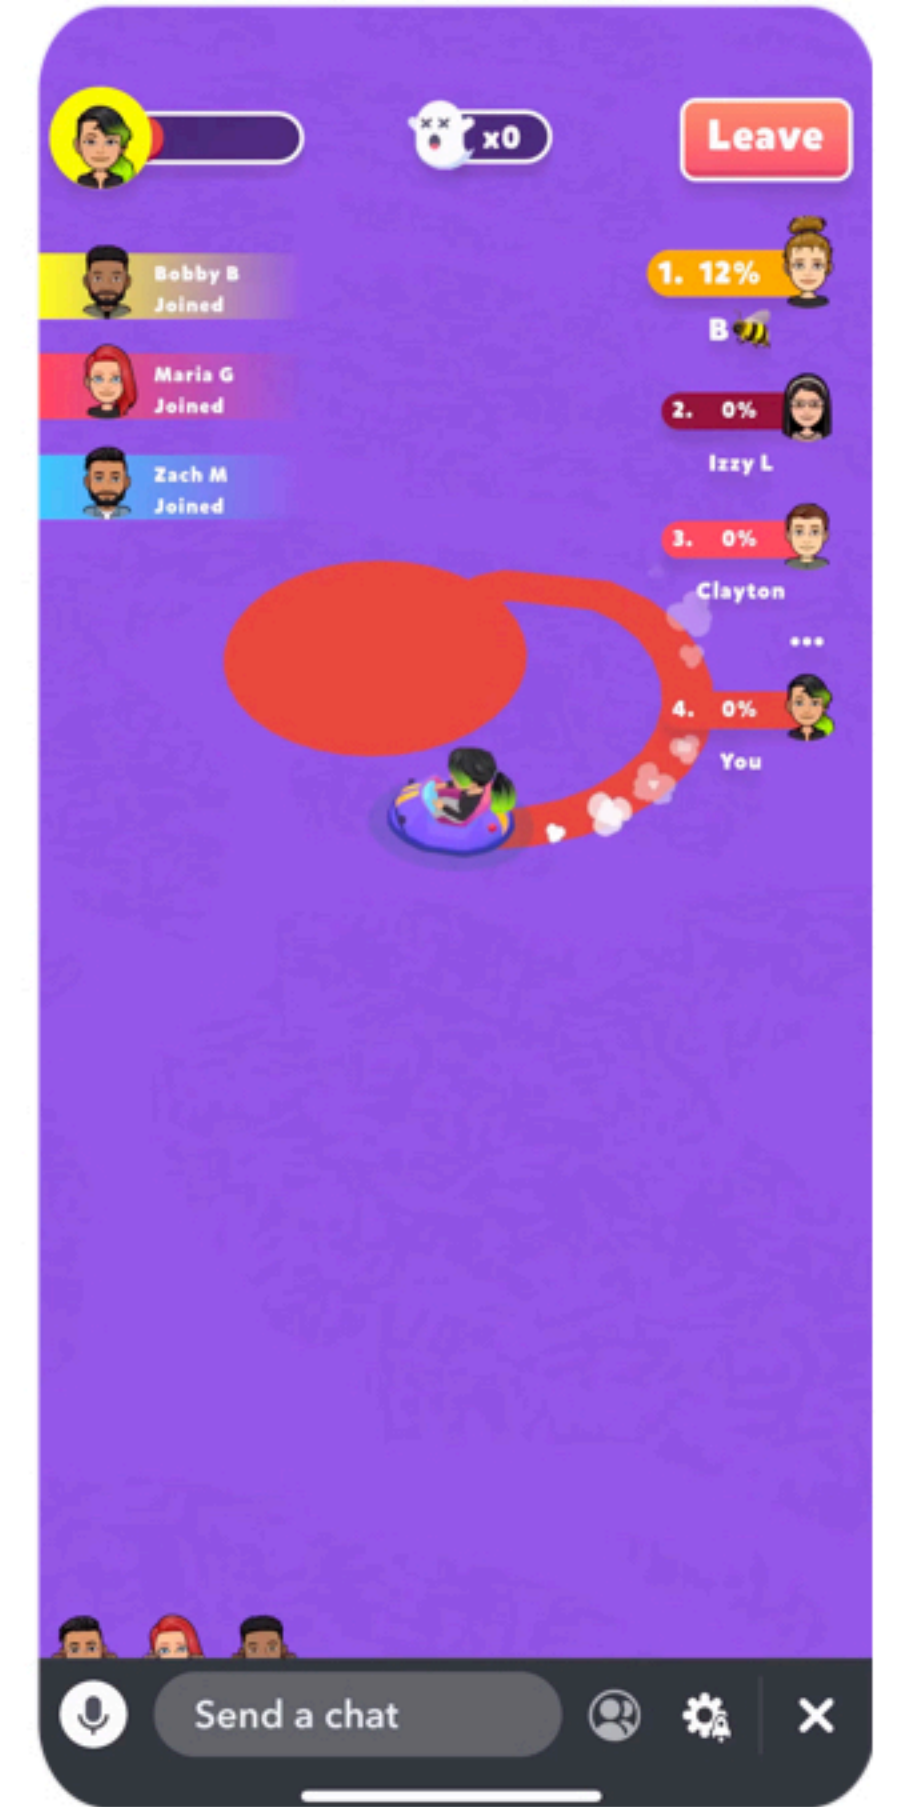 x0
Leave
Bobby B
Joined
Maria G
Joined
Zach M
Joined
1. 12%
B🐝
2. 0%
Izzy L
3. 0%
Clayton
•••
4. 0%
You
Send a chat